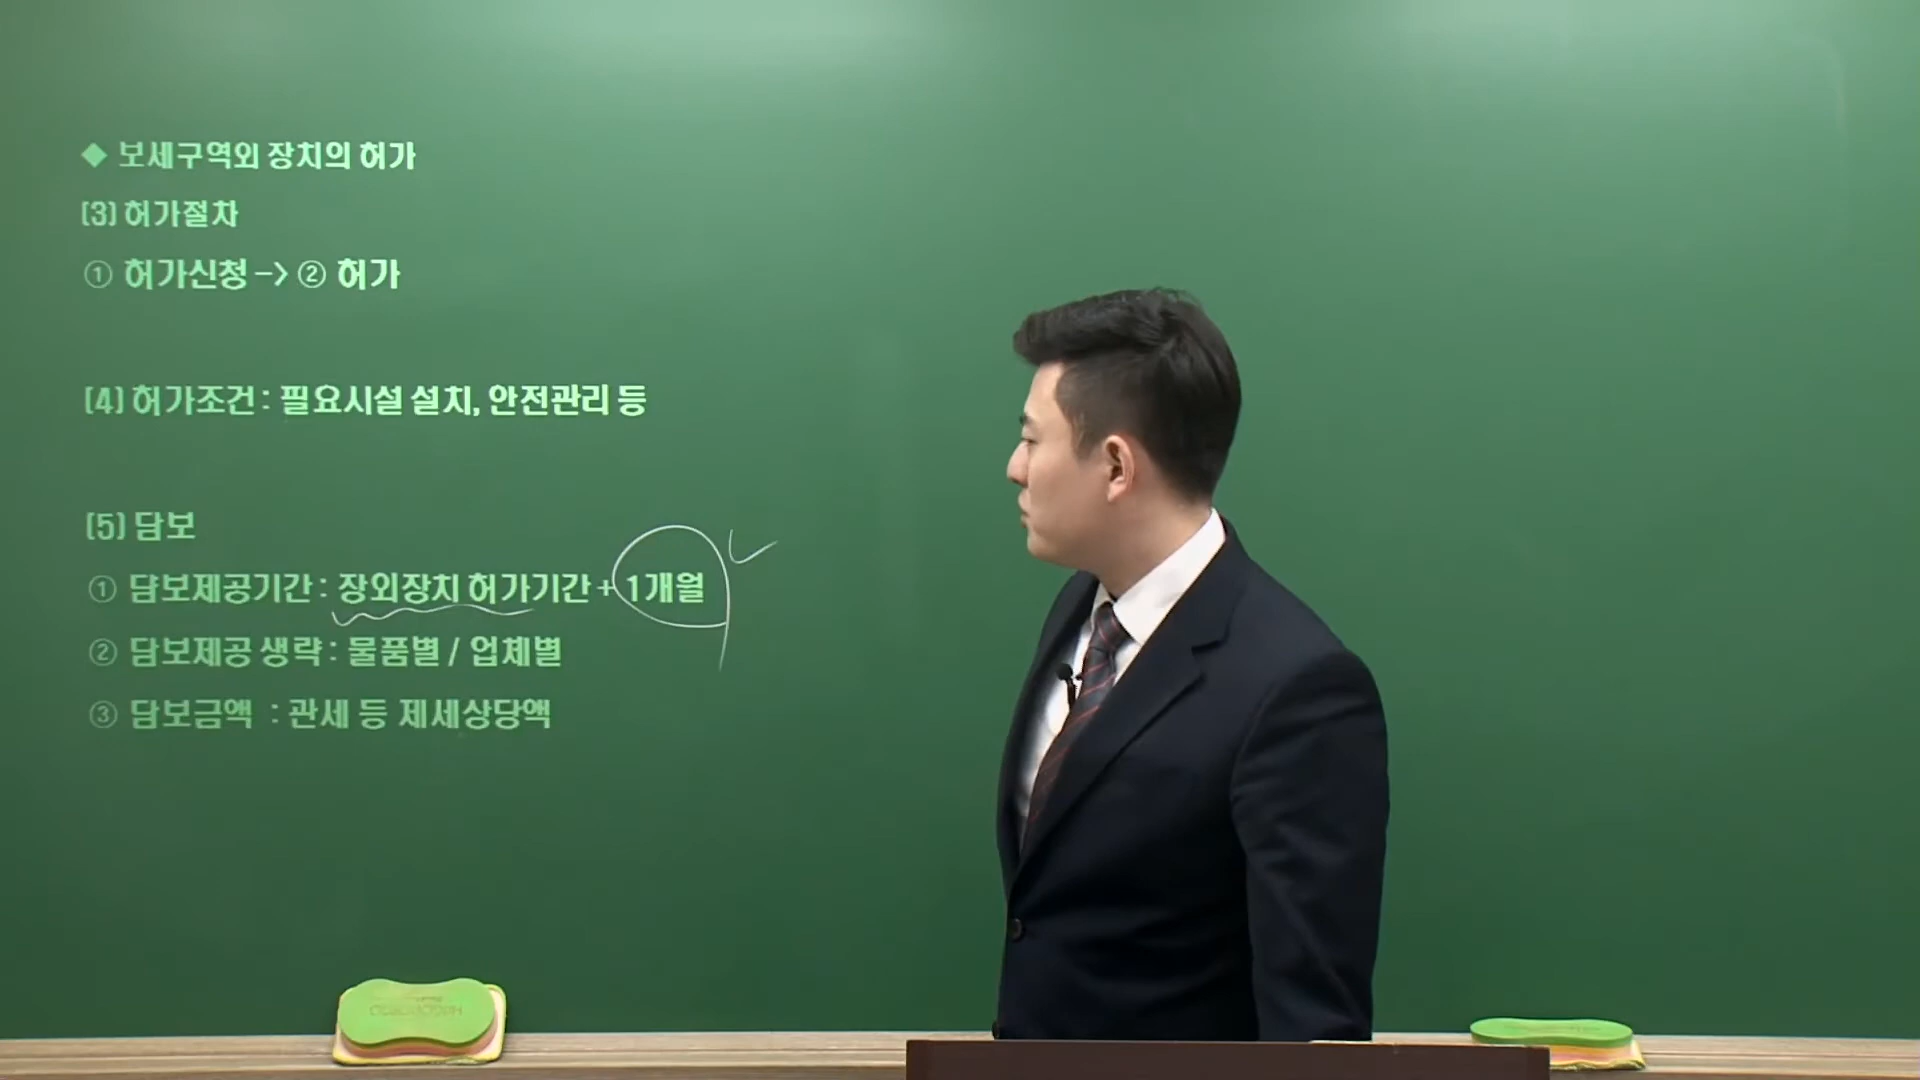 ◆ 보세구역외 장치의 허가
(3) 허가절차
① 허가신청 -> ② 허가
(4) 허가조건 : 필요시설 설치, 안전관리 등
(5) 담보
① 담보제공기간 : 장외장치 허가기간 + 1개월
② 담보제공 생략 : 물품별 / 업체별
③ 담보금액 : 관세 등 제세상당액